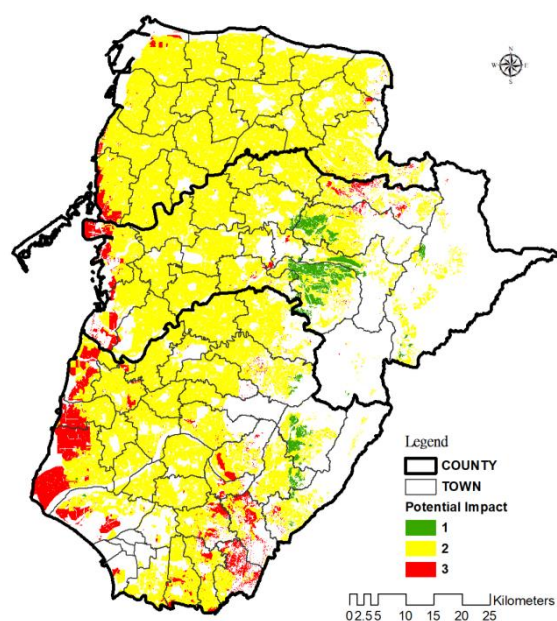 N
W E
S
Legend
COUNTY
TOWN
Potential Impact
1
2
3
Kilometers
0 2.5 5 10 15 20 25